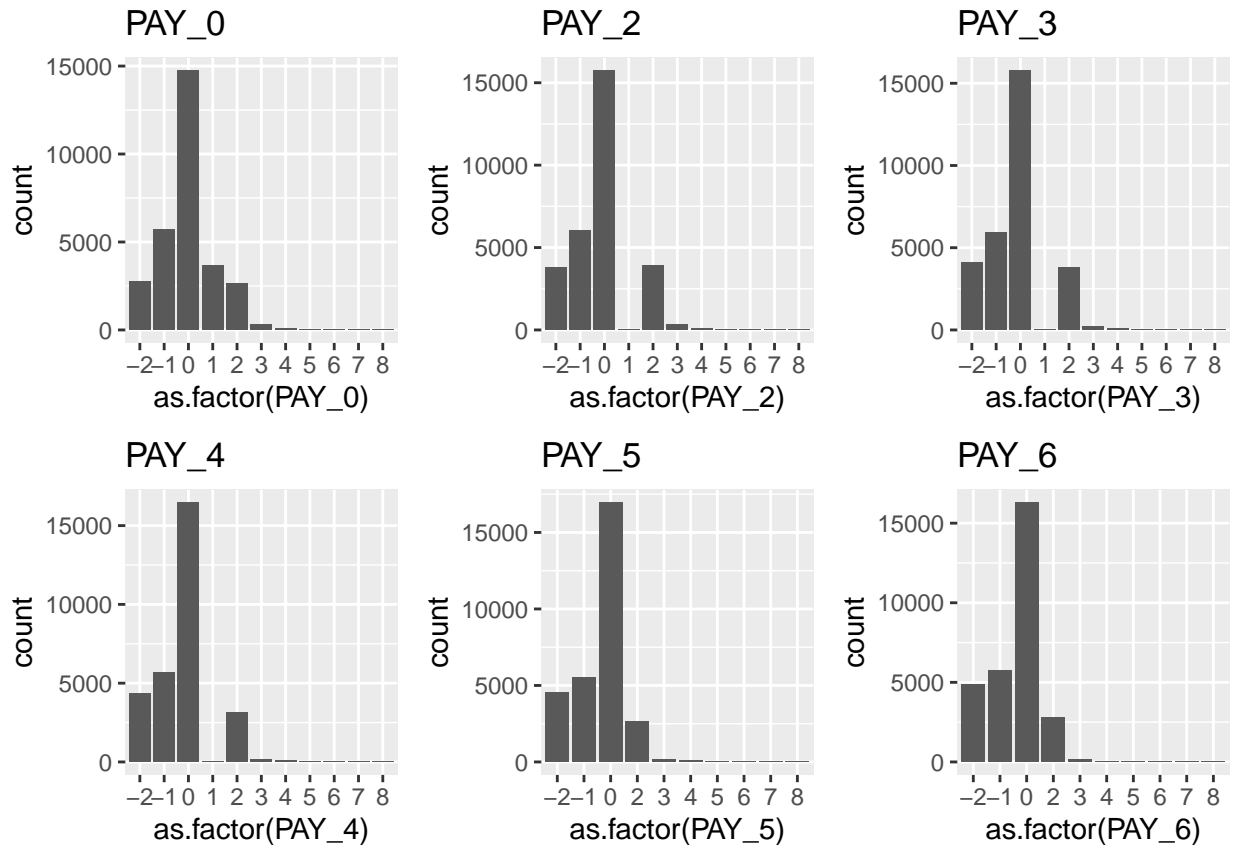 PAY_0
15000
10000
5000
0
count
−2 −1 0 1 2 3 4 5 6 7 8
as.factor(PAY_0)
PAY_2
15000
10000
5000
0
count
−2 −1 0 1 2 3 4 5 6 7 8
as.factor(PAY_2)
PAY_3
15000
10000
5000
0
count
−2 −1 0 1 2 3 4 5 6 7 8
as.factor(PAY_3)
PAY_4
15000
10000
5000
0
count
−2 −1 0 1 2 3 4 5 6 7 8
as.factor(PAY_4)
PAY_5
15000
10000
5000
0
count
−2 −1 0 2 3 4 5 6 7 8
as.factor(PAY_5)
PAY_6
15000
10000
5000
0
count
−2 −1 0 2 3 4 5 6 7 8
as.factor(PAY_6)